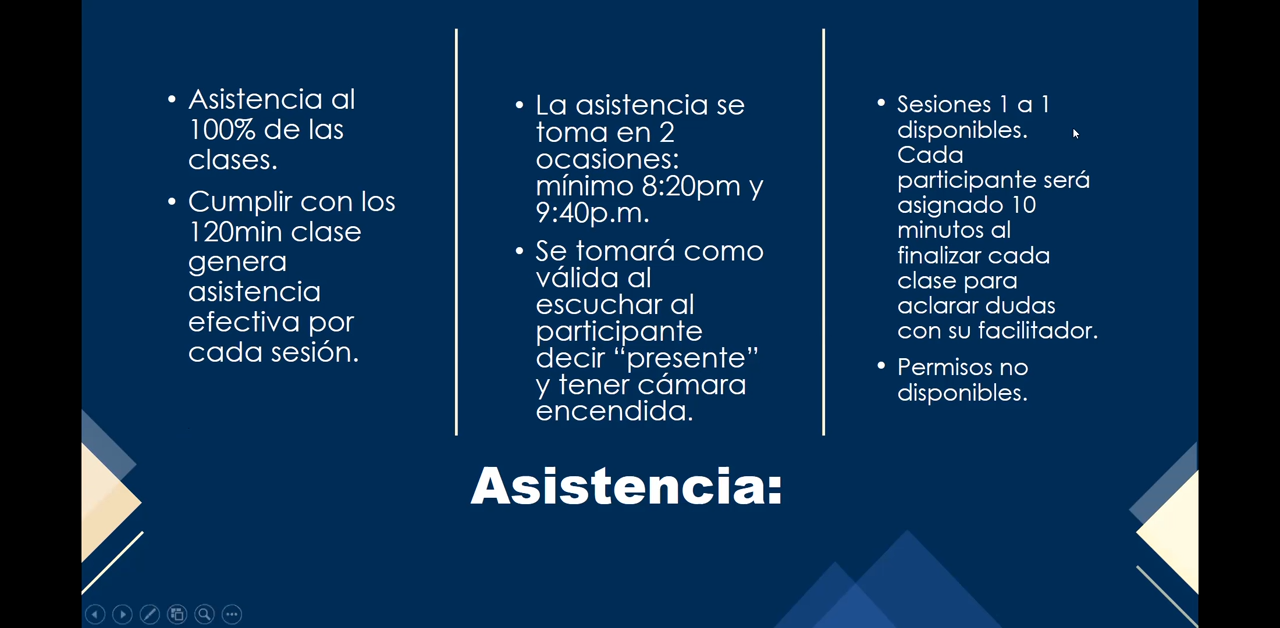 • Asistencia al
100% de las
clases.
• Cumplir con los
120min clase
genera
asistencia
efectiva por
cada sesión.
• La asistencia se
toma en 2
ocasiones:
mínimo 8:20pm y
9:40p.m.
• Se tomará como
válida al
escuchar al
participante
decir “presente”
y tener cámara
encendida.
• Sesiones 1 a 1
disponibles.
Cada
participante será
asignado 10
minutos al
finalizar cada
clase para
aclarar dudas
con su facilitador.
• Permisos no
disponibles.
Asistencia: